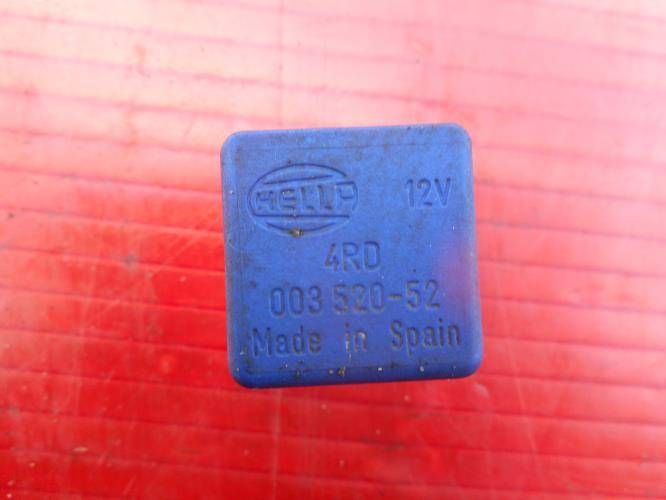 HELLA 12V
4RD
003 520-52
Made in Spain